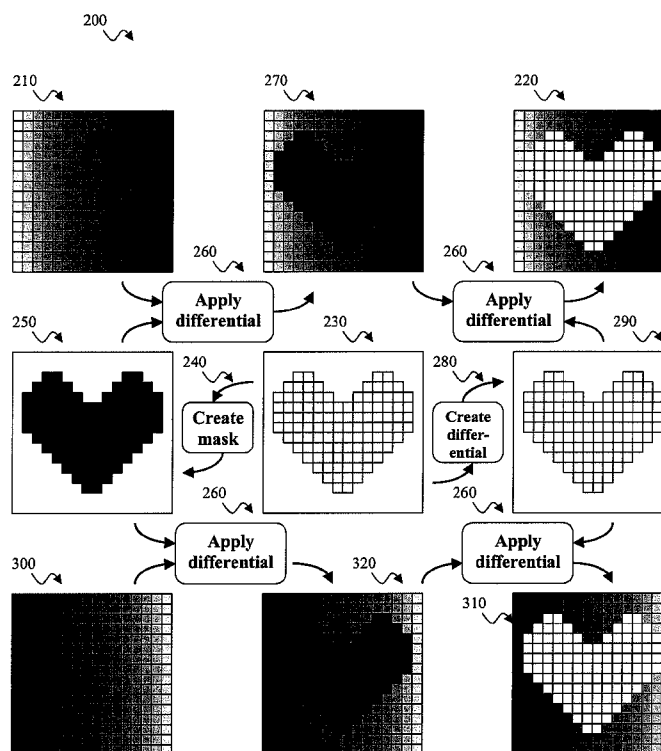 200
210
270
220
260
260
Apply
differential
Apply
differential
250
230
290
240
280
Create
mask
Create
differ-
ential
260
260
Apply
differential
Apply
differential
300
320
310